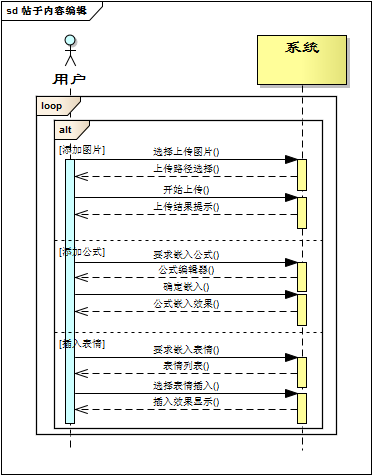 sd 帖子内容编辑
用户
系统
loop
alt
[添加图片]
选择上传图片()
上传路径选择()
开始上传()
上传结果提示()
[添加公式]
要求嵌入公式()
公式编辑器()
确定嵌入()
公式嵌入效果()
[插入表情]
要求嵌入表情()
表情列表()
选择表情插入()
插入效果显示()